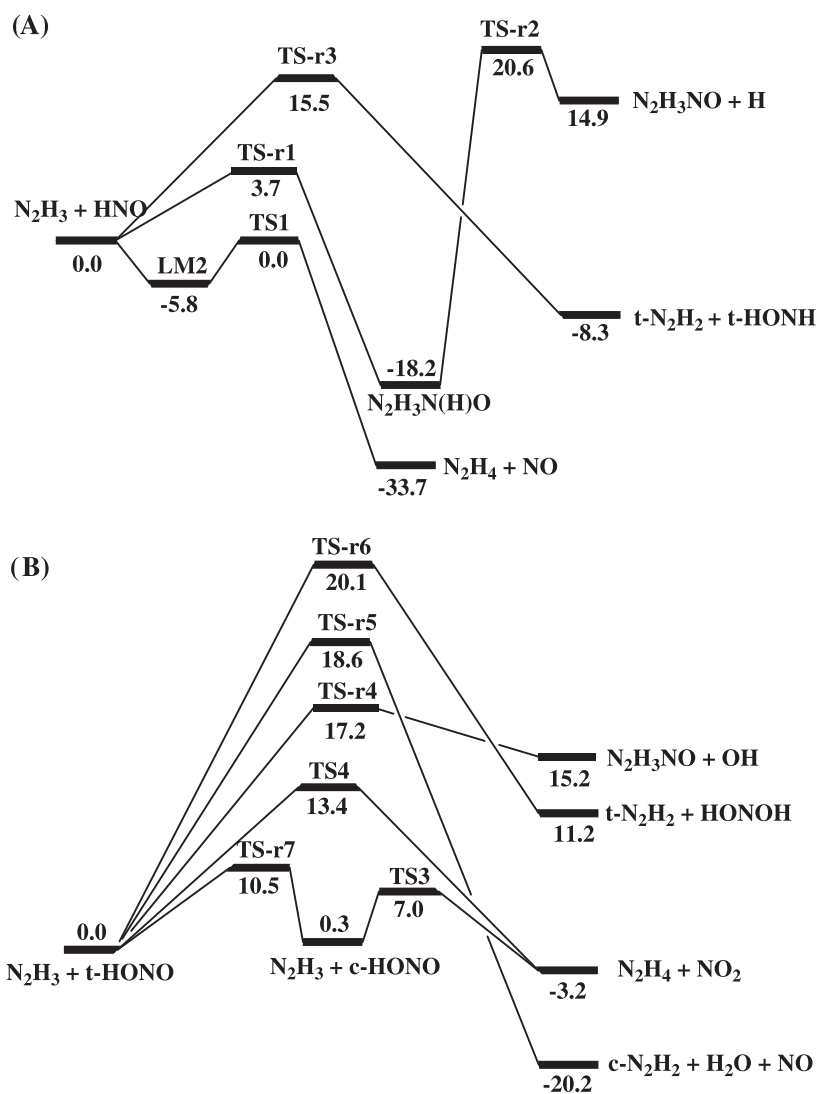 (A)
TS-r2
20.6
TS-r3
15.5
N₂H₃NO + H
14.9
TS-r1
3.7
N₂H₃ + HNO
0.0
TS1
0.0
LM2
-5.8
t-N₂H₂ + t-HONH
-8.3
-18.2
N₂H₃N(H)O
N₂H₄ + NO
-33.7
(B)
TS-r6
20.1
TS-r5
18.6
TS-r4
17.2
N₂H₃NO + OH
15.2
TS4
13.4
t-N₂H₂ + HONOH
11.2
TS-r7
10.5
TS3
7.0
0.0
N₂H₃ + t-HONO
0.3
N₂H₃ + c-HONO
N₂H₄ + NO₂
-3.2
c-N₂H₂ + H₂O + NO
-20.2